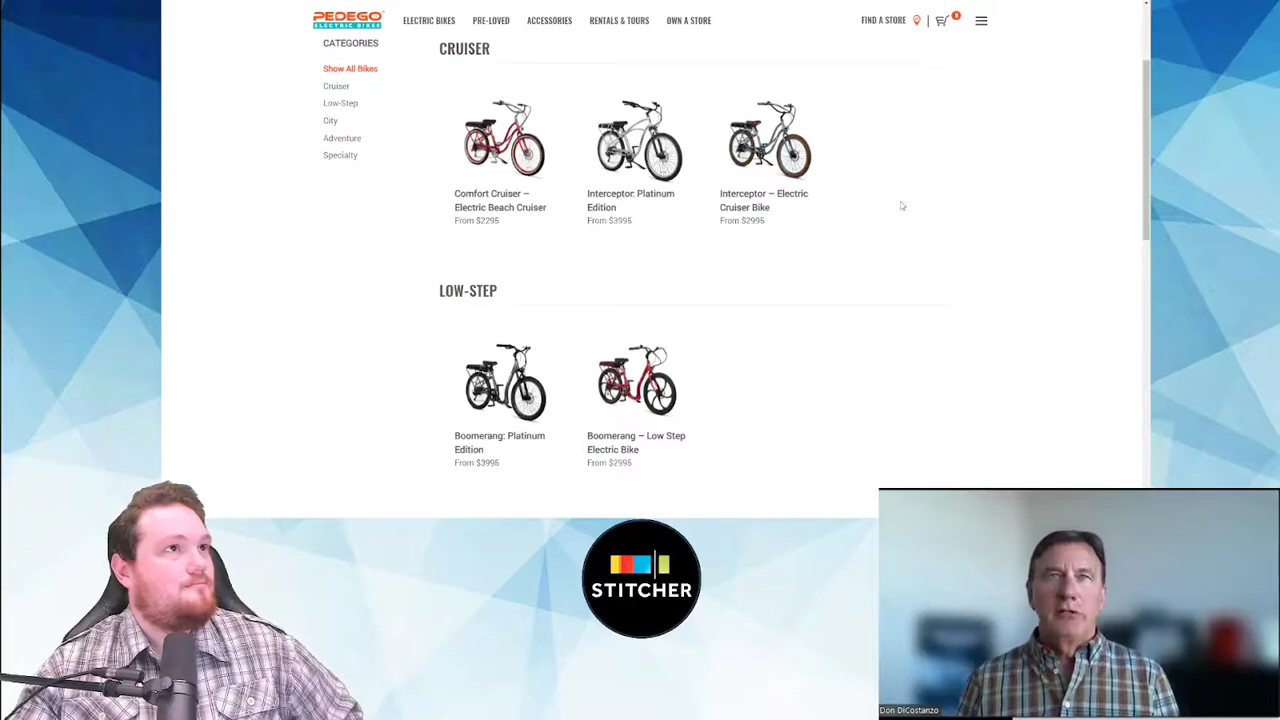 PEDEGO
ELECTRIC BIKES
ELECTRIC BIKES
PRE-LOVED
ACCESSORIES
RENTALS & TOURS
OWN A STORE
FIND A STORE
0
CATEGORIES
Show All Bikes
Cruiser
Low-Step
City
Adventure
Specialty
CRUISER
Comfort Cruiser –
Electric Beach Cruiser
From $2295
Interceptor: Platinum
Edition
From $3995
Interceptor – Electric
Cruiser Bike
From $2995
LOW-STEP
Boomerang: Platinum
Edition
From $3995
Boomerang – Low Step
Electric Bike
From $2995
STITCHER
Don DiCostanzo